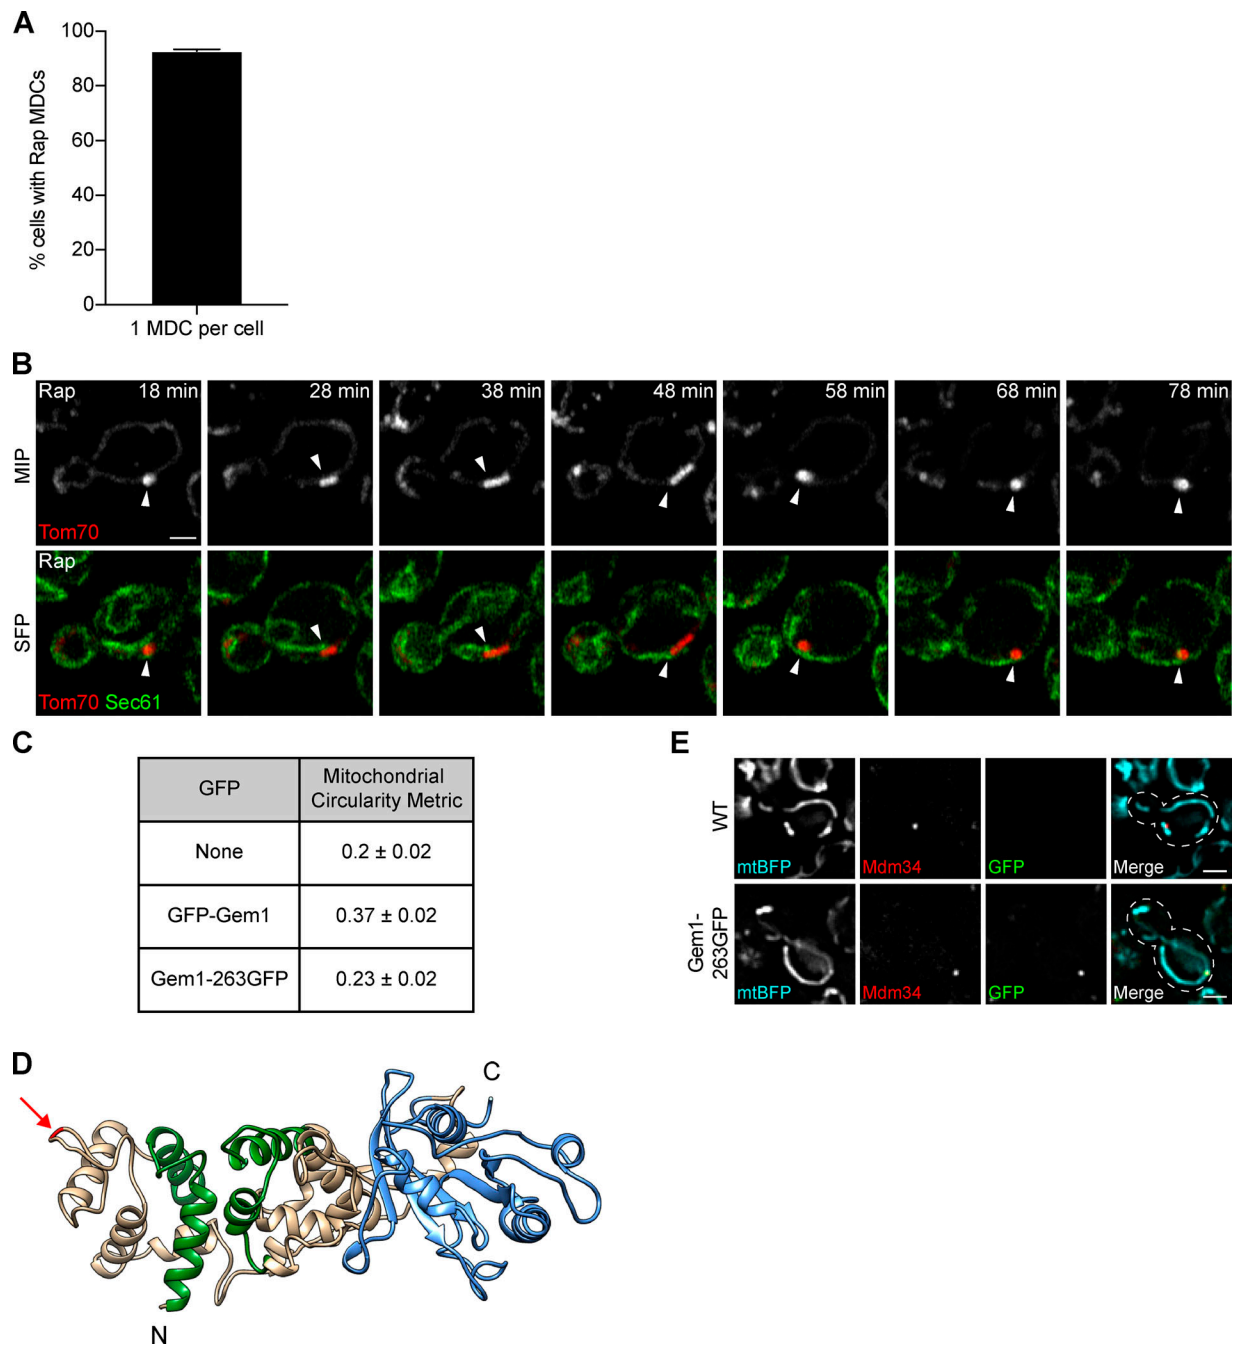 A
100
80
60
40
20
0
% cells with Rap MDCs
1 MDC per cell
B
Rap 18 min 28 min 38 min 48 min 58 min 68 min 78 min
MIP
Tom70
Rap
SFP
Tom70 Sec61
C
GFP Mitochondrial
Circularity Metric
None 0.2 ± 0.02
GFP-Gem1 0.37 ± 0.02
Gem1-263GFP 0.23 ± 0.02
E
WT
mtBFP Mdm34 GFP Merge
Gem1-
263GFP
mtBFP Mdm34 GFP Merge
D
C
N